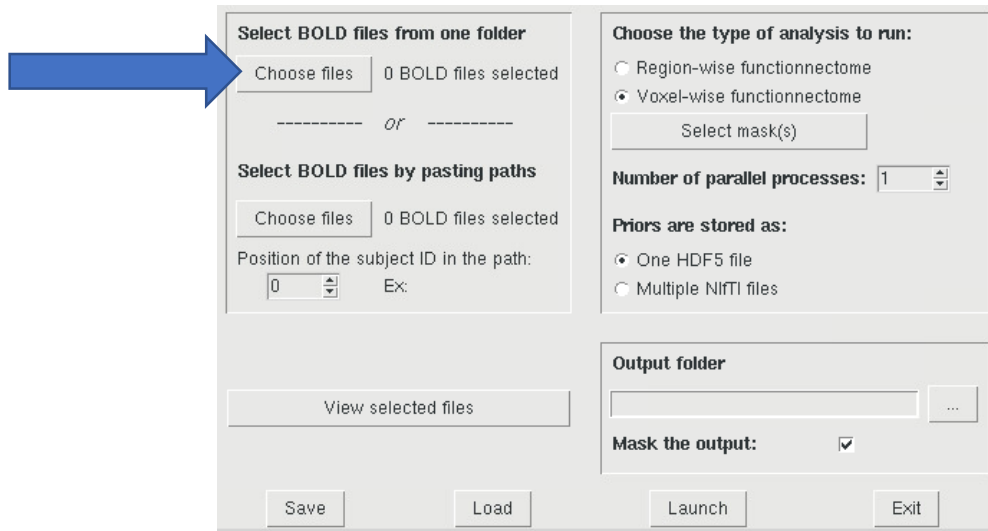 Select BOLD files from one folder
Choose files
0 BOLD files selected
---------- or ----------
Select BOLD files by pasting paths
Choose files
0 BOLD files selected
Position of the subject ID in the path:
0
Ex:
View selected files
Choose the type of analysis to run:
Region-wise functionnectome
Voxel-wise functionnectome
Select mask(s)
Number of parallel processes:
1
Priors are stored as:
One HDF5 file
Multiple NIfTI files
Output folder
...
Mask the output:
Save
Load
Launch
Exit